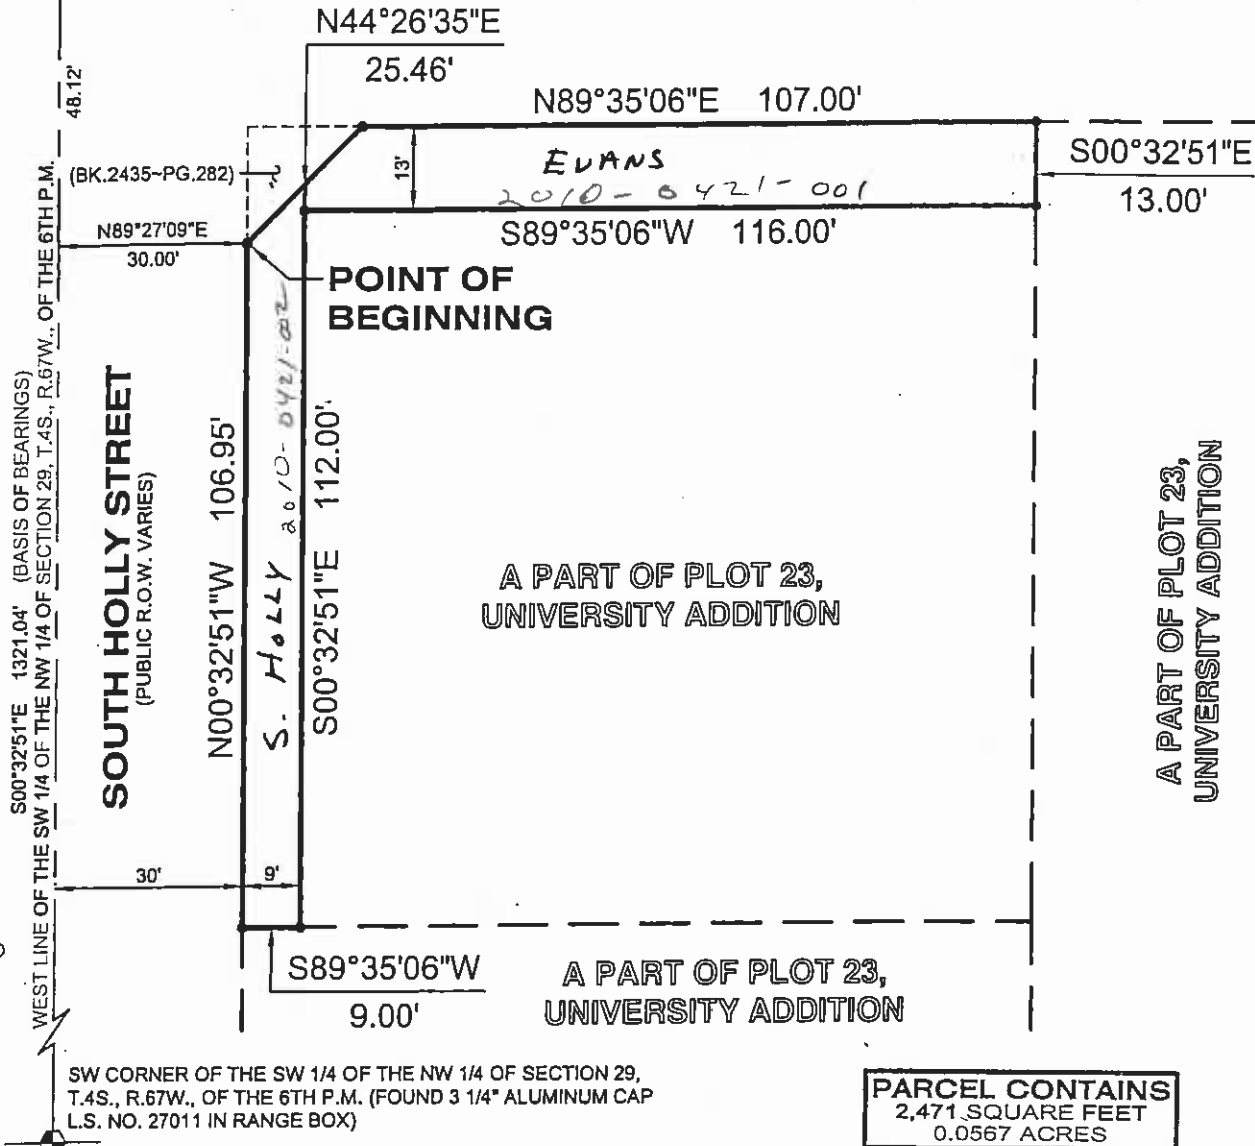 N44°26'35"E
25.46'
N89°35'06"E 107.00'
48.12'
(BK.2435~PG.282)
13'
EVANS
2010-0421-001
S00°32'51"E
13.00'
S89°35'06"W 116.00'
N89°27'09"E
30.00'
POINT OF
BEGINNING
S00°32'51"E 1321.04' (BASIS OF BEARINGS)
WEST LINE OF THE SW 1/4 OF THE NW 1/4 OF SECTION 29, T.4S., R.67W., OF THE 6TH P.M.
SOUTH HOLLY STREET
(PUBLIC R.O.W. VARIES)
N00°32'51"W 106.95'
S. HOLLY 2010-0421-002
S00°32'51"E 112.00'
A PART OF PLOT 23,
UNIVERSITY ADDITION
A PART OF PLOT 23,
UNIVERSITY ADDITION
30'
9'
S89°35'06"W
9.00'
A PART OF PLOT 23,
UNIVERSITY ADDITION
SW CORNER OF THE SW 1/4 OF THE NW 1/4 OF SECTION 29,
T.4S., R.67W., OF THE 6TH P.M. (FOUND 3 1/4" ALUMINUM CAP
L.S. NO. 27011 IN RANGE BOX)
PARCEL CONTAINS
2,471 SQUARE FEET
0.0567 ACRES